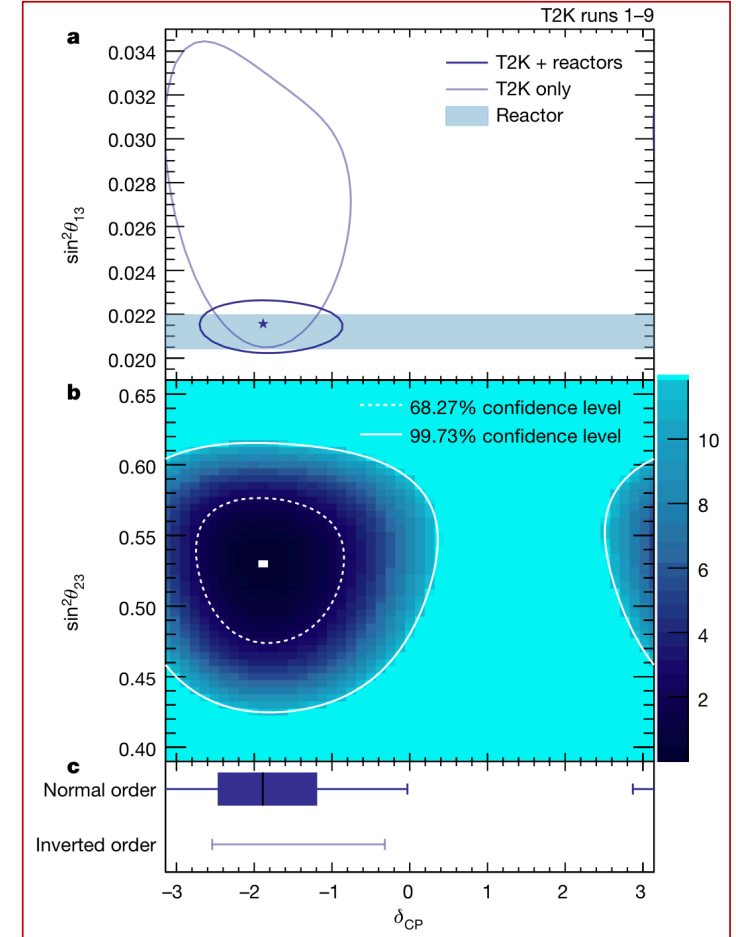 T2K runs 1–9
a
0.034
0.032
0.030
0.028
0.026
0.024
0.022
0.020
sin²θ₁₃
T2K + reactors
T2K only
Reactor
b
0.65
0.60
0.55
0.50
0.45
0.40
sin²θ₂₃
68.27% confidence level
99.73% confidence level
10
8
6
4
2
c
Normal order
Inverted order
−3 −2 −1 0 1 2 3
δCP